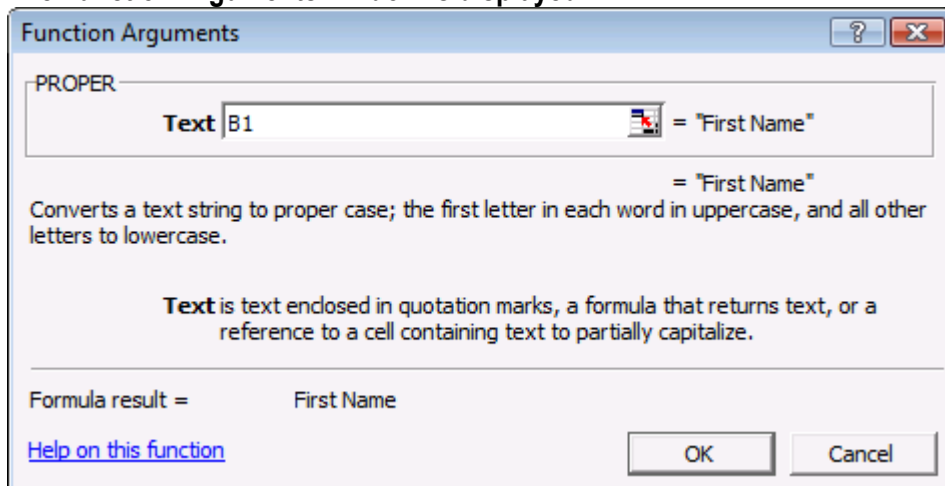 Function Arguments
PROPER
Text B1 = "First Name"
= "First Name"
Converts a text string to proper case; the first letter in each word in uppercase, and all other
letters to lowercase.
Text is text enclosed in quotation marks, a formula that returns text, or a
reference to a cell containing text to partially capitalize.
Formula result = First Name
Help on this function OK Cancel